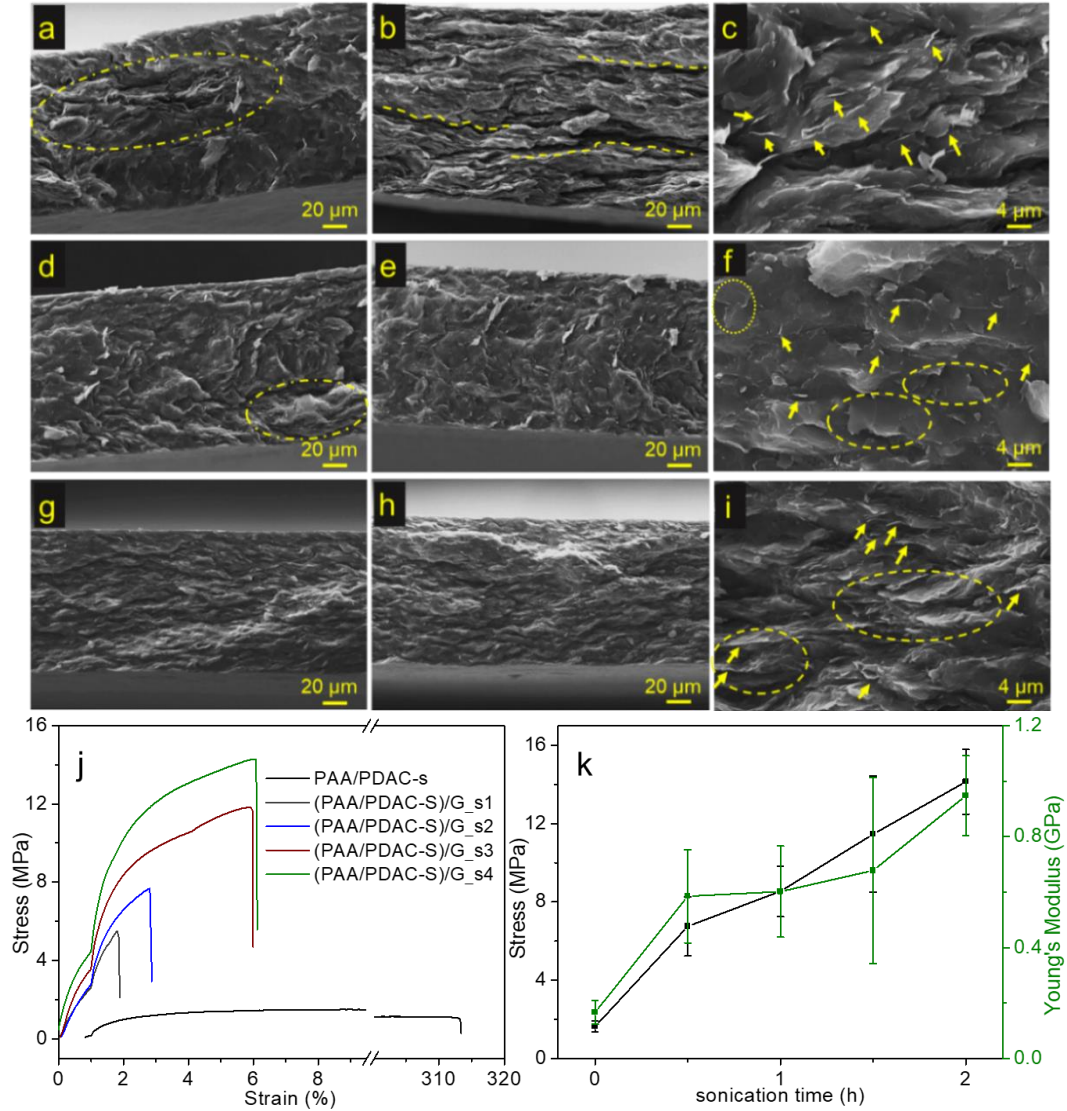 a
20 µm
b
20 µm
c
4 µm
d
20 µm
e
20 µm
f
4 µm
g
20 µm
h
20 µm
i
4 µm
j
16
12
8
4
0
Stress (MPa)
0
2
4
6
8
313
320
Strain (%)
PAA/PDAC-s
(PAA/PDAC-S)/G_s1
(PAA/PDAC-S)/G_s2
(PAA/PDAC-S)/G_s3
(PAA/PDAC-S)/G_s4
k
16
12
8
4
0
Stress (MPa)
0
1
2
sonication time (h)
1.2
0.8
0.4
0.0
Young's Modulus (GPa)